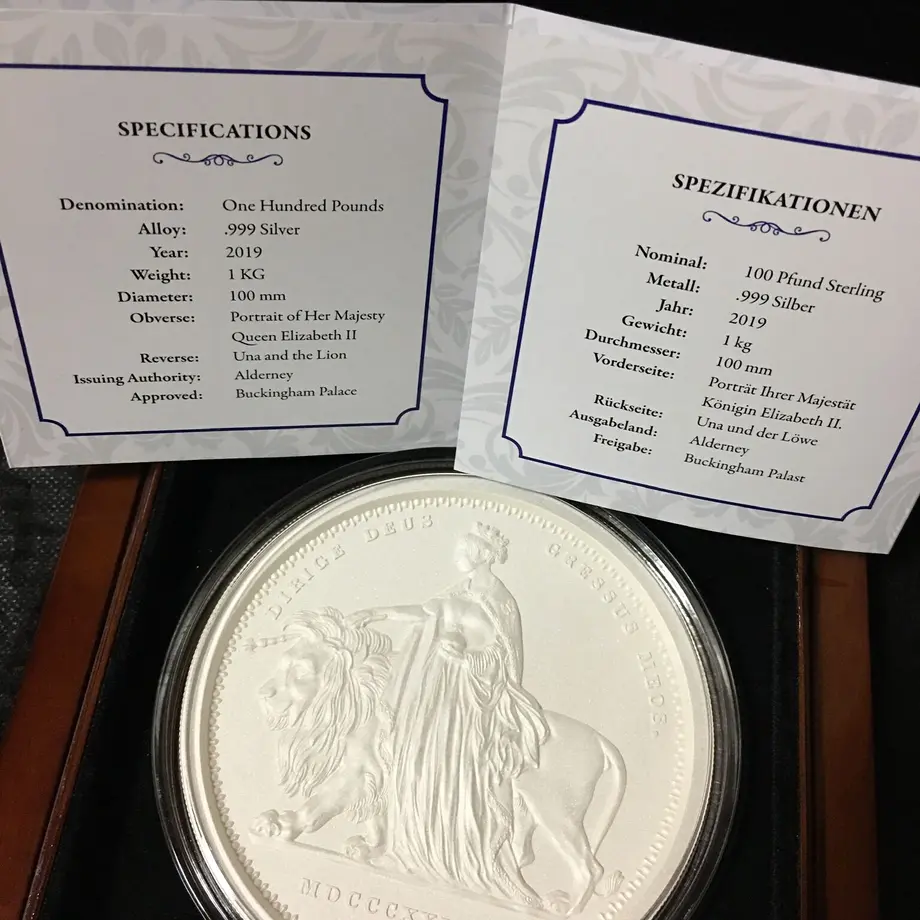 SPECIFICATIONS
Denomination: One Hundred Pounds
Alloy: .999 Silver
Year: 2019
Weight: 1 KG
Diameter: 100 mm
Obverse: Portrait of Her Majesty
Queen Elizabeth II
Reverse: Una and the Lion
Issuing Authority: Alderney
Approved: Buckingham Palace
SPEZIFIKATIONEN
Nominal: 100 Pfund Sterling
Metall: .999 Silber
Jahr: 2019
Gewicht: 1 kg
Durchmesser: 100 mm
Vorderseite: Porträt Ihrer Majestät
Königin Elizabeth II.
Rückseite: Una und der Löwe
Ausgabeland: Alderney
Freigabe: Buckingham Palast
DIRIGE DEUS GRESSUS MEOS.